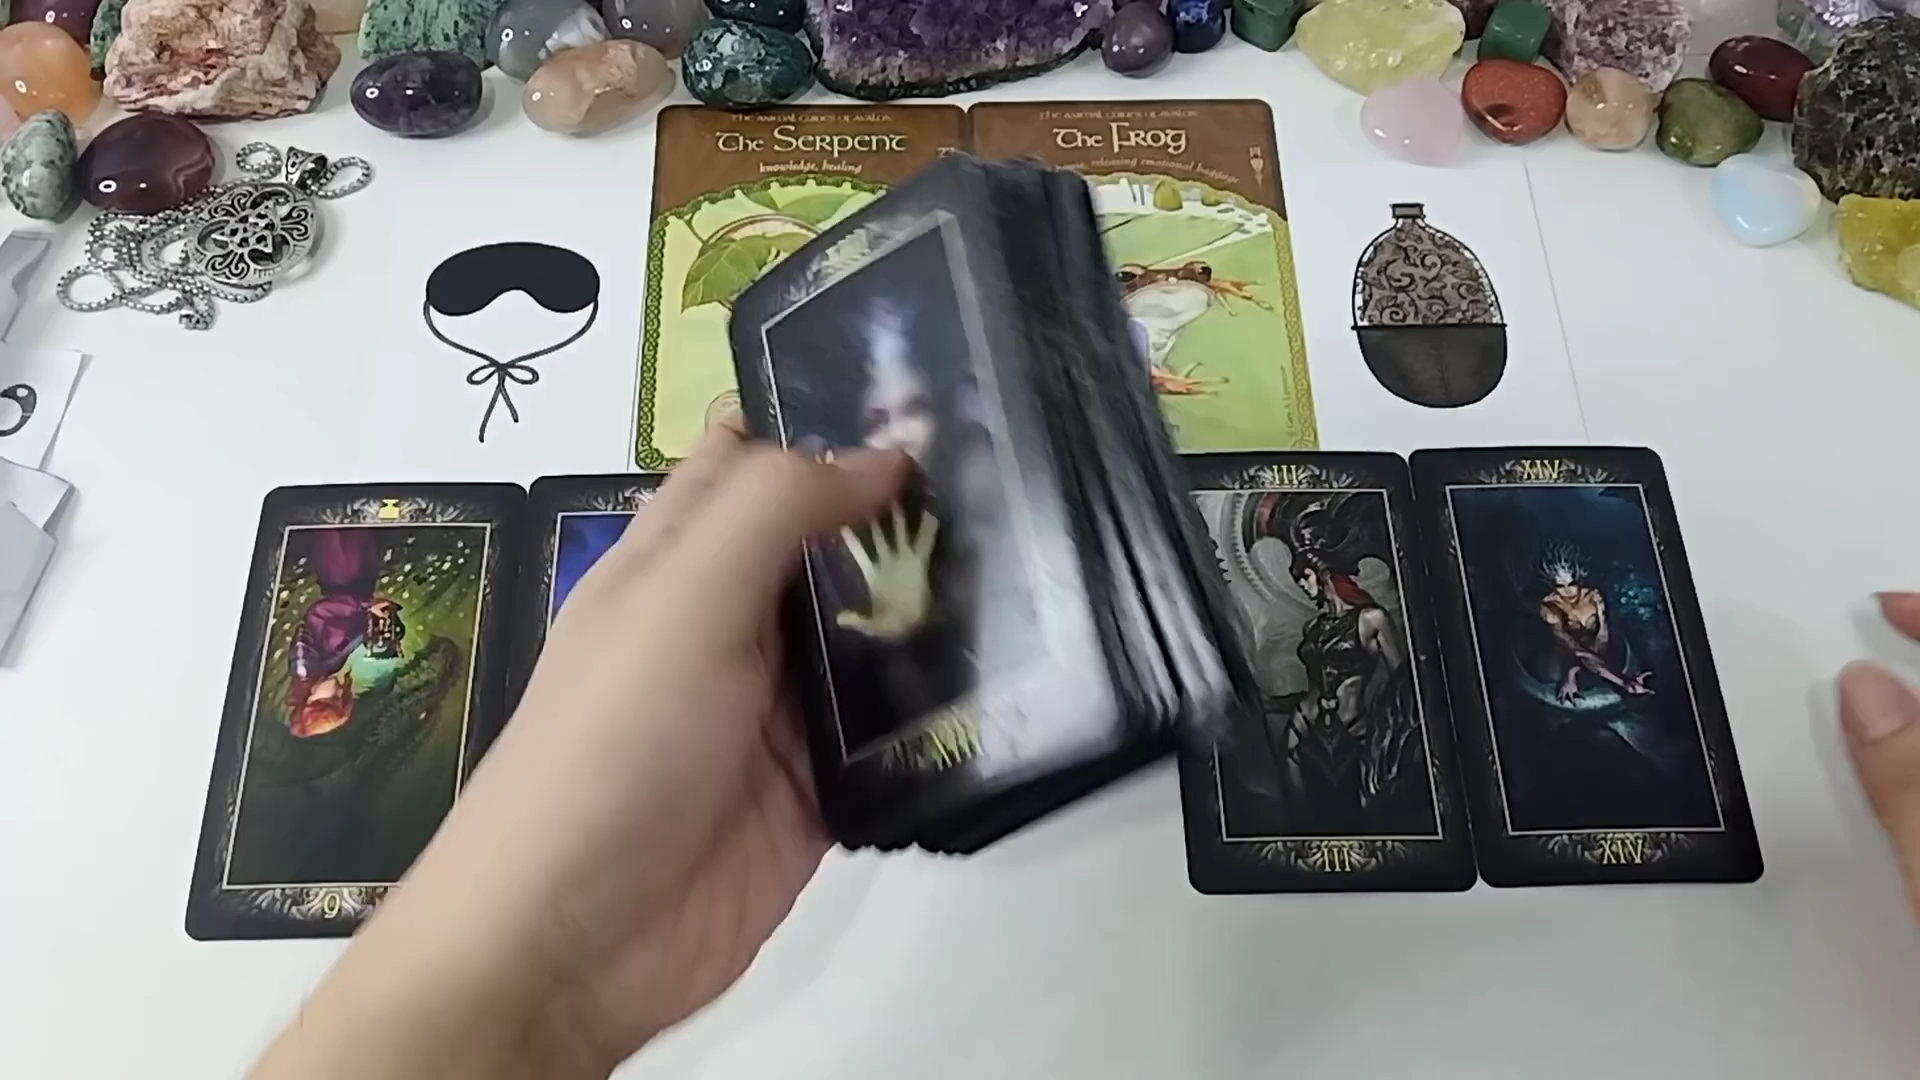 THE ANIMAL GUIDES OF AVALON
The Serpent
knowledge, healing
THE ANIMAL GUIDES OF AVALON
The Frog
releasing emotional baggage
III
XIV
9
III
XIV